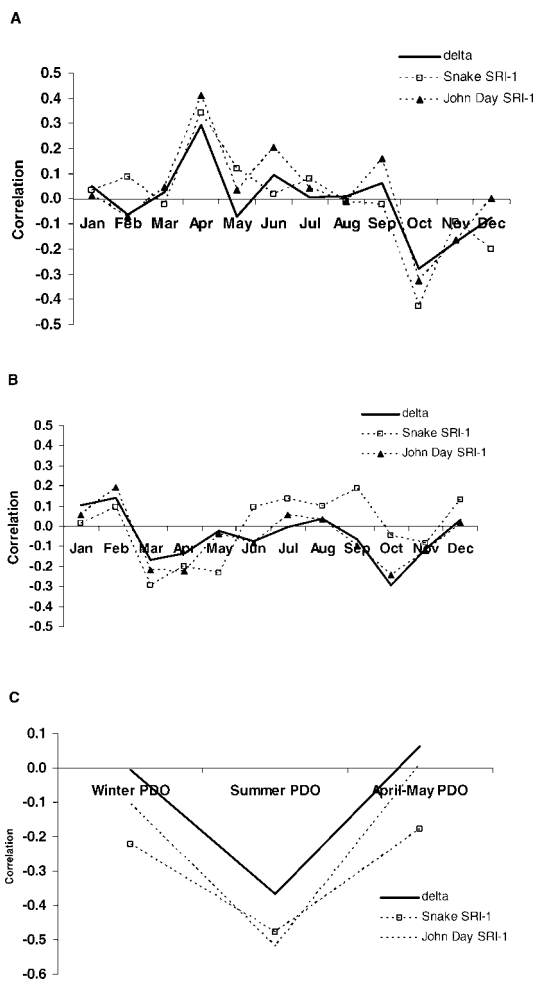 A
delta
Snake SRI-1
John Day SRI-1
Correlation
0.5
0.4
0.3
0.2
0.1
0.0
-0.1
-0.2
-0.3
-0.4
-0.5
Jan Feb Mar Apr May Jun Jul Aug Sep Oct Nov Dec
B
delta
Snake SRI-1
John Day SRI-1
Correlation
0.5
0.4
0.3
0.2
0.1
0.0
-0.1
-0.2
-0.3
-0.4
-0.5
Jan Feb Mar Apr May Jun Jul Aug Sep Oct Nov Dec
C
Correlation
0.1
0.0
-0.1
-0.2
-0.3
-0.4
-0.5
-0.6
Winter PDO Summer PDO April-May PDO
delta
Snake SRI-1
John Day SRI-1